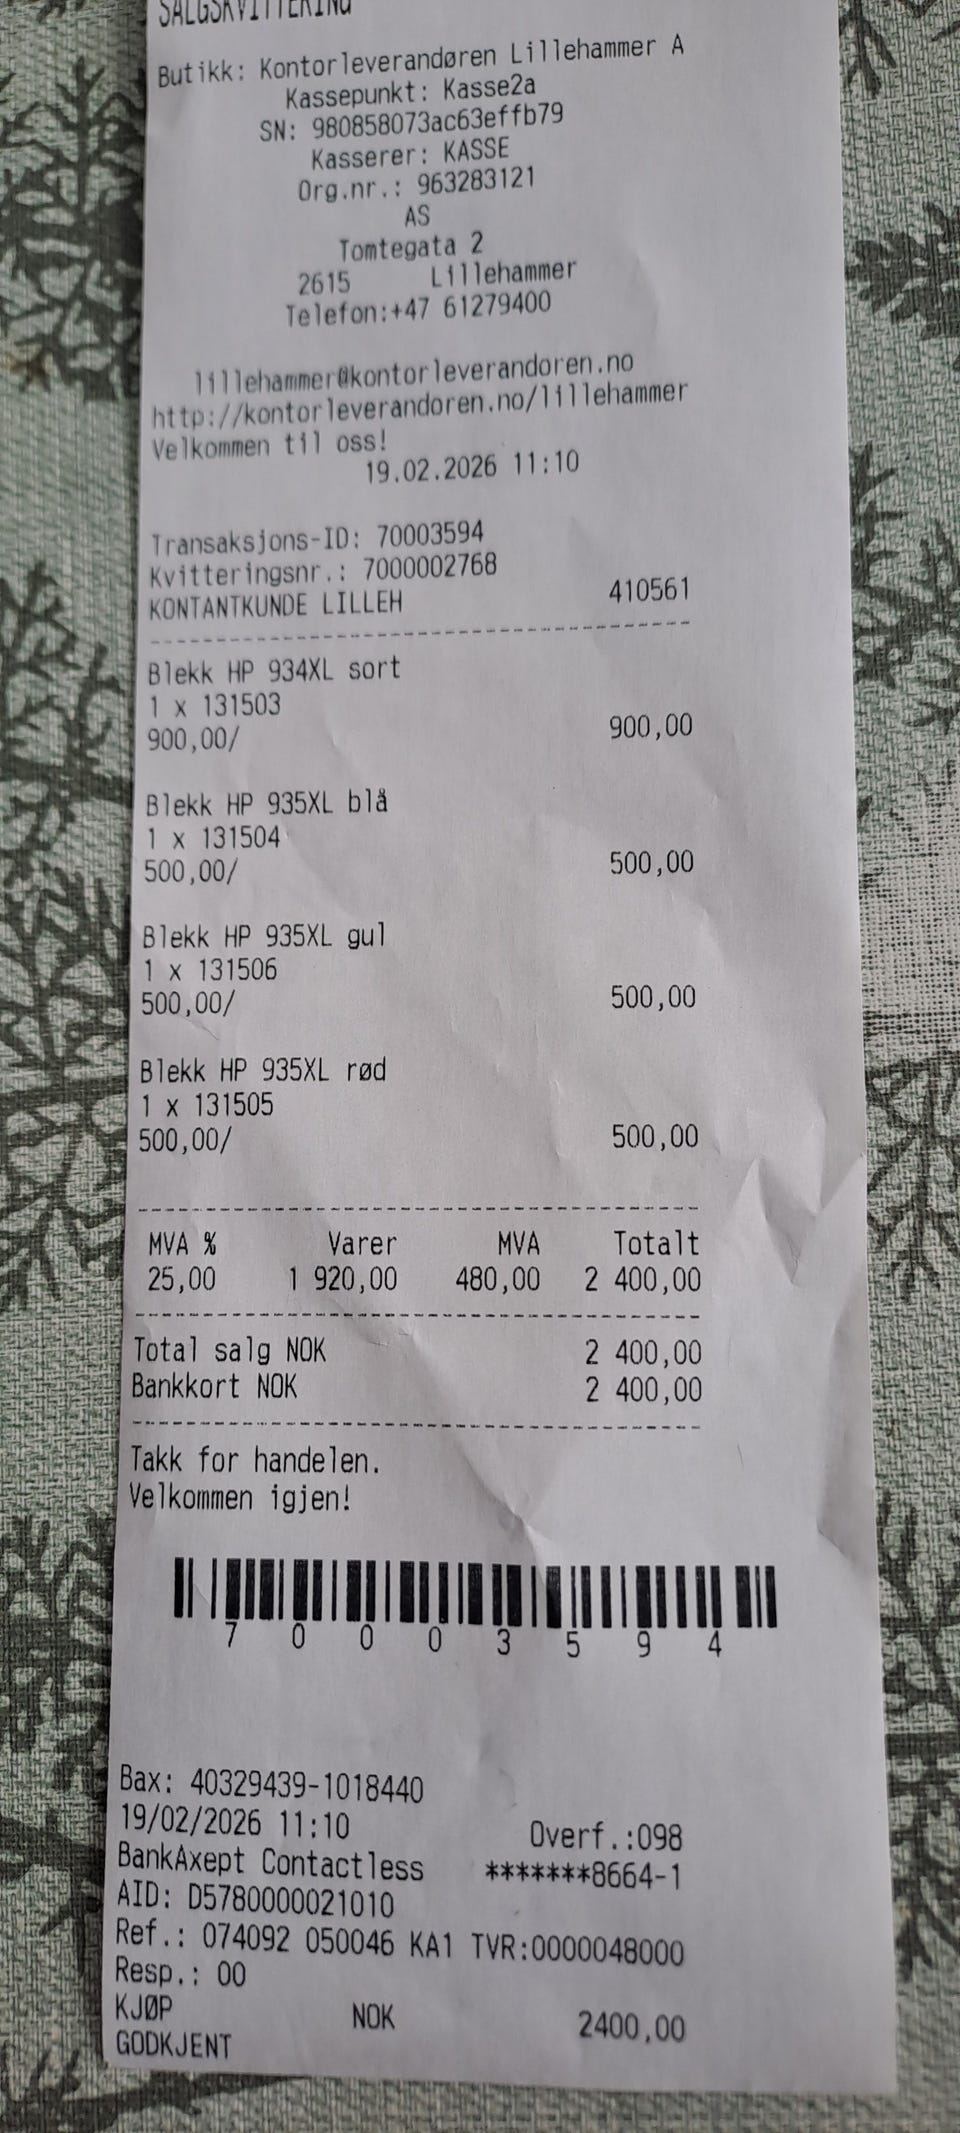 SALGSKVITTERING
Butikk: Kontorleverandøren Lillehammer A
Kassepunkt: Kasse2a
SN: 980858073ac63effb79
Kasserer: KASSE
Org.nr.: 963283121
AS
Tomtegata 2
2615 Lillehammer
Telefon:+47 61279400
lillehammer@kontorleverandoren.no
http://kontorleverandoren.no/lillehammer
Velkommen til oss!
19.02.2026 11:10
Transaksjons-ID: 70003594
Kvitteringsnr.: 7000002768
KONTANTKUNDE LILLEH 410561
Blekk HP 934XL sort
1 x 131503
900,00/ 900,00
Blekk HP 935XL blå
1 x 131504
500,00/ 500,00
Blekk HP 935XL gul
1 x 131506
500,00/ 500,00
Blekk HP 935XL rød
1 x 131505
500,00/ 500,00
MVA % Varer MVA Totalt
25,00 1 920,00 480,00 2 400,00
Total salg NOK 2 400,00
Bankkort NOK 2 400,00
Takk for handelen.
Velkommen igjen!
7 0 0 0 3 5 9 4
Bax: 40329439-1018440
19/02/2026 11:10 Overf.:098
BankAxept Contactless *******8664-1
AID: D5780000021010
Ref.: 074092 050046 KA1 TVR:0000048000
Resp.: 00
KJØP NOK 2400,00
GODKJENT